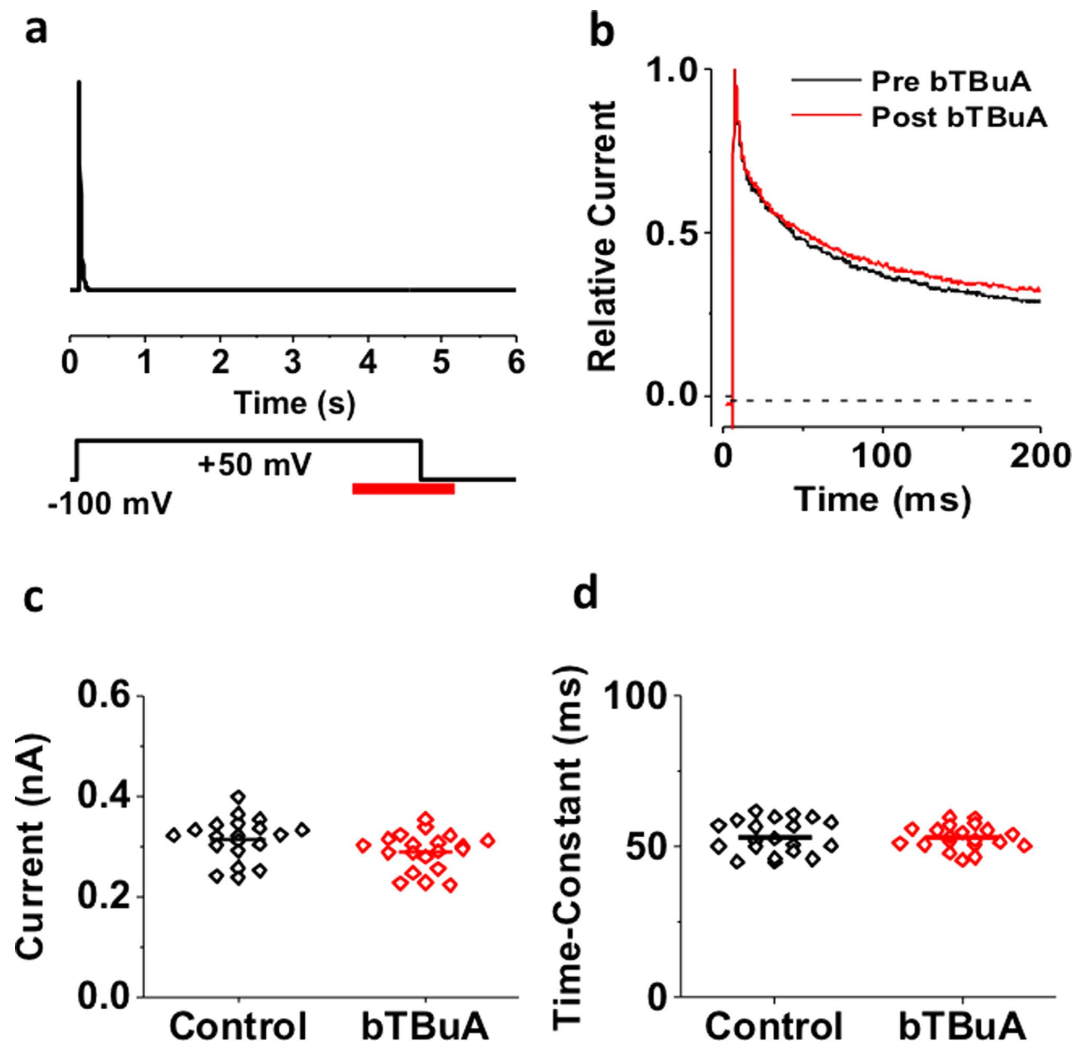 a
0 1 2 3 4 5 6
Time (s)
+50 mV
-100 mV
b
1.0
0.5
0.0
Relative Current
Pre bTBuA
Post bTBuA
0 100 200
Time (ms)
c
0.6
0.4
0.2
0.0
Current (nA)
Control bTBuA
d
100
50
0
Time-Constant (ms)
Control bTBuA